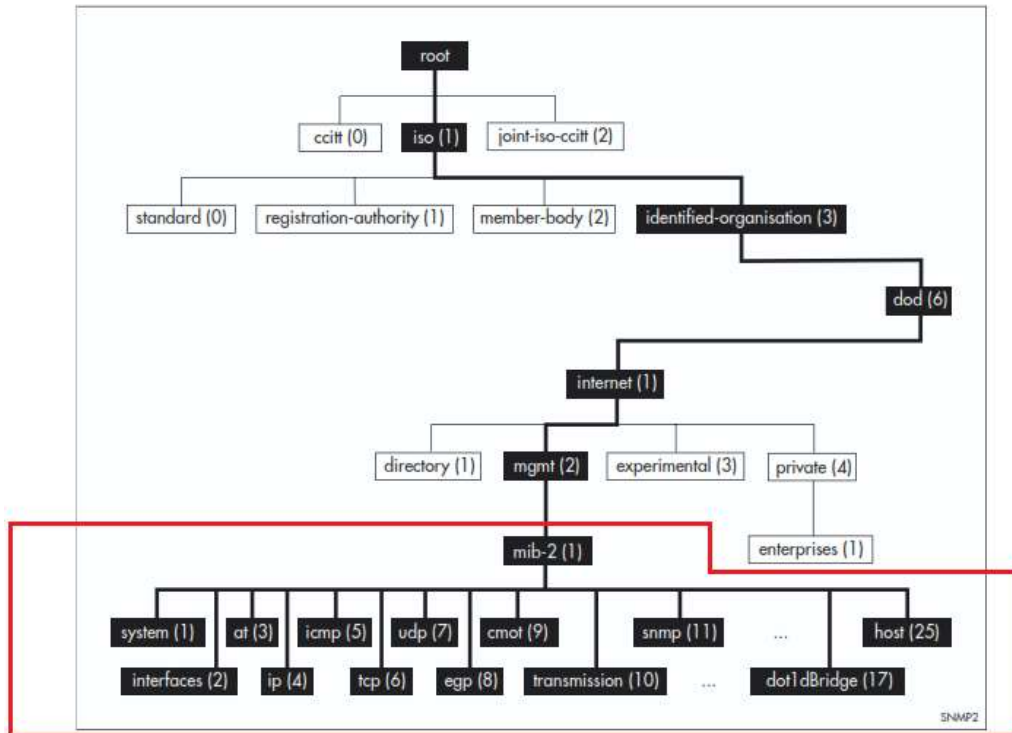 root
ccitt (0) iso (1) joint-iso-ccitt (2)
standard (0) registration-authority (1) member-body (2) identified-organisation (3)
dod (6)
internet (1)
directory (1) mgmt (2) experimental (3) private (4)
mib-2 (1) enterprises (1)
system (1) at (3) icmp (5) udp (7) cmot (9) snmp (11) ... host (25)
interfaces (2) ip (4) tcp (6) egp (8) transmission (10) ... dot1dBridge (17)
SNMP2